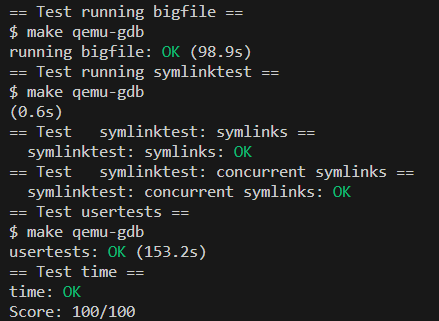 == Test running bigfile ==
$ make qemu-gdb
running bigfile: OK (98.9s)
== Test running symlinktest ==
$ make qemu-gdb
(0.6s)
== Test   symlinktest: symlinks ==
  symlinktest: symlinks: OK
== Test   symlinktest: concurrent symlinks ==
  symlinktest: concurrent symlinks: OK
== Test usertests ==
$ make qemu-gdb
usertests: OK (153.2s)
== Test time ==
time: OK
Score: 100/100